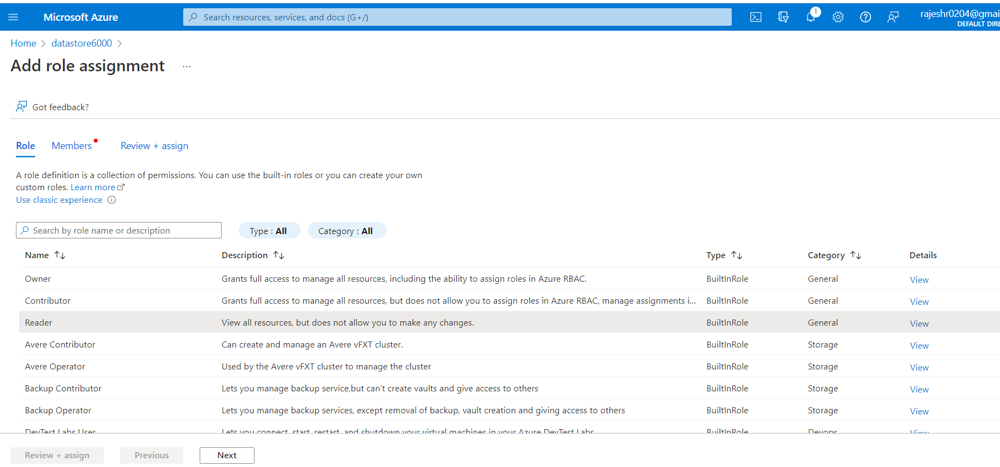 Microsoft Azure
Search resources, services, and docs (G+/)
1
rajeshr0204@gmai
DEFAULT DIRE
Home > datastore6000 >
Add role assignment ...
Got feedback?
Role Members Review + assign
A role definition is a collection of permissions. You can use the built-in roles or you can create your own
custom roles. Learn more
Use classic experience
Search by role name or description Type : All Category : All
Name Description Type Category Details
Owner Grants full access to manage all resources, including the ability to assign roles in Azure RBAC. BuiltInRole General View
Contributor Grants full access to manage all resources, but does not allow you to assign roles in Azure RBAC, manage assignments i... BuiltInRole General View
Reader View all resources, but does not allow you to make any changes. BuiltInRole General View
Avere Contributor Can create and manage an Avere vFXT cluster. BuiltInRole Storage View
Avere Operator Used by the Avere vFXT cluster to manage the cluster BuiltInRole Storage View
Backup Contributor Lets you manage backup service,but can't create vaults and give access to others BuiltInRole Storage View
Backup Operator Lets you manage backup services, except removal of backup, vault creation and giving access to others BuiltInRole Storage View
DevTest Labs User Lets you connect, start, restart, and shutdown your virtual machines in your Azure DevTest Labs. BuiltInRole Devops View
Review + assign Previous Next